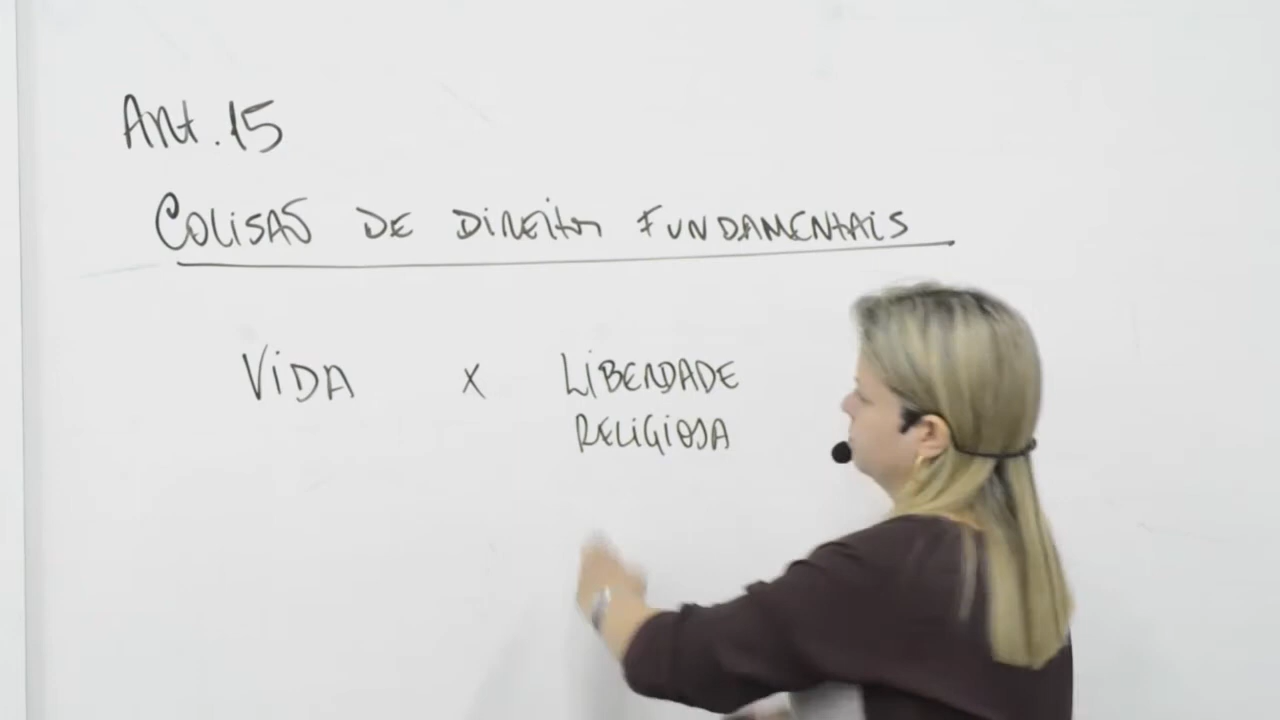 Art. 15
COLISÃO DE DIREITOS FUNDAMENTAIS
VIDA X LIBERDADE
RELIGIOSA